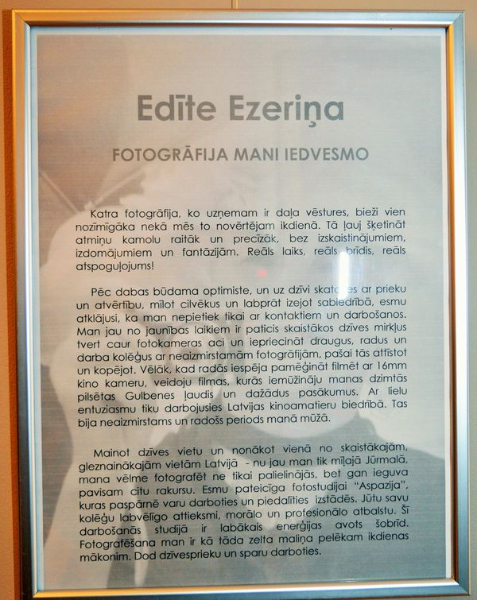 Edīte Ezeriņa
FOTOGRĀFIJA MANI IEDVESMO
Katra fotogrāfija, ko uzņemam ir daļa vēstures, bieži vien
nozīmīgāka nekā mēs to novērtējam ikdienā. Tā ļauj šķetināt
atmiņu kamolu raitāk un precīzāk, bez izskaistinājumiem,
izdomājumiem un fantāzijām. Reāls laiks, reāls brīdis, reāls
atspoguļojums!
Pēc dabas būdama optimiste, un uz dzīvi skatoties ar prieku
un atvērtību, mīlot cilvēkus un labprāt izejot sabiedrībā, esmu
atklājusi, ka man nepietiek tikai ar kontaktiem un darbošanos.
Man jau no jaunības laikiem ir paticis skaistākos dzīves mirkļus
tvert caur fotokameras aci un iepriecināt draugus, radus un
darba kolēģus ar neaizmirstamām fotogrāfijām, pašai tās attīstot
un kopējot. Vēlāk, kad radās iespēja pamēģināt filmēt ar 16mm
kino kameru, veidoju filmas, kurās iemūžināju manas dzimtās
pilsētas Gulbenes ļaudis un dažādus pasākumus. Ar lielu
entuziasmu tiku darbojusies Latvijas kinoamatieru biedrībā. Tas
bija neaizmirstams un radošs periods manā mūžā.
Mainot dzīves vietu un nonākot vienā no skaistākajām,
gleznainākajām vietām Latvijā - nu jau man tik mīļajā Jūrmalā,
mana vēlme fotografēt ne tikai palielinājās, bet gan ieguva
pavisam citu rakursu. Esmu pateicīga fotostudijai "Aspazija",
kuras paspārnē varu darboties un piedalīties izstādēs. Jūtu savu
kolēģu labvēlīgo attieksmi, morālo un profesionālo atbalstu. Šī
darbošanās studijā ir labākais enerģijas avots šobrīd.
Fotografēšana man ir kā tāda zelta maliņa pelēkam ikdienas
mākonim. Dod dzīvesprieku un sparu darboties.